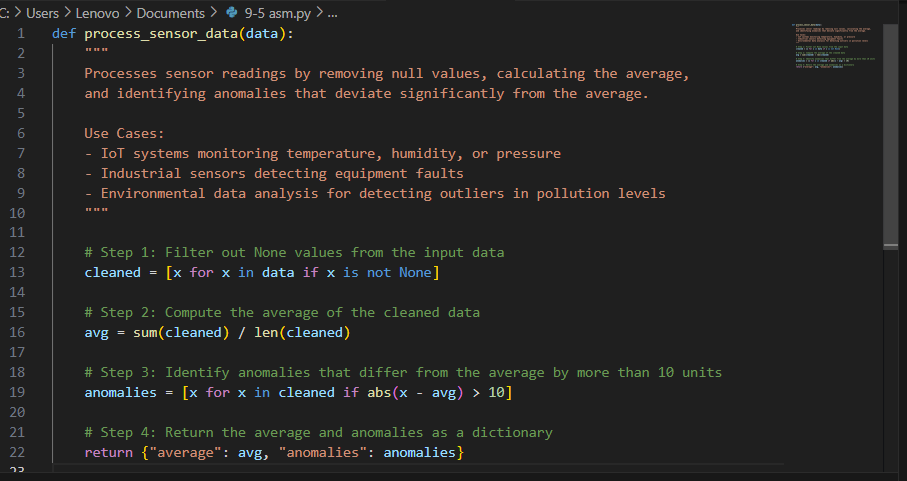 C: > Users > Lenovo > Documents > 9-5 asm.py > ...
1 def process_sensor_data(data):
2     """
3     Processes sensor readings by removing null values, calculating the average,
4     and identifying anomalies that deviate significantly from the average.
5
6     Use Cases:
7     - IoT systems monitoring temperature, humidity, or pressure
8     - Industrial sensors detecting equipment faults
9     - Environmental data analysis for detecting outliers in pollution levels
10     """
11
12     # Step 1: Filter out None values from the input data
13     cleaned = [x for x in data if x is not None]
14
15     # Step 2: Compute the average of the cleaned data
16     avg = sum(cleaned) / len(cleaned)
17
18     # Step 3: Identify anomalies that differ from the average by more than 10 units
19     anomalies = [x for x in cleaned if abs(x - avg) > 10]
20
21     # Step 4: Return the average and anomalies as a dictionary
22     return {"average": avg, "anomalies": anomalies}
23